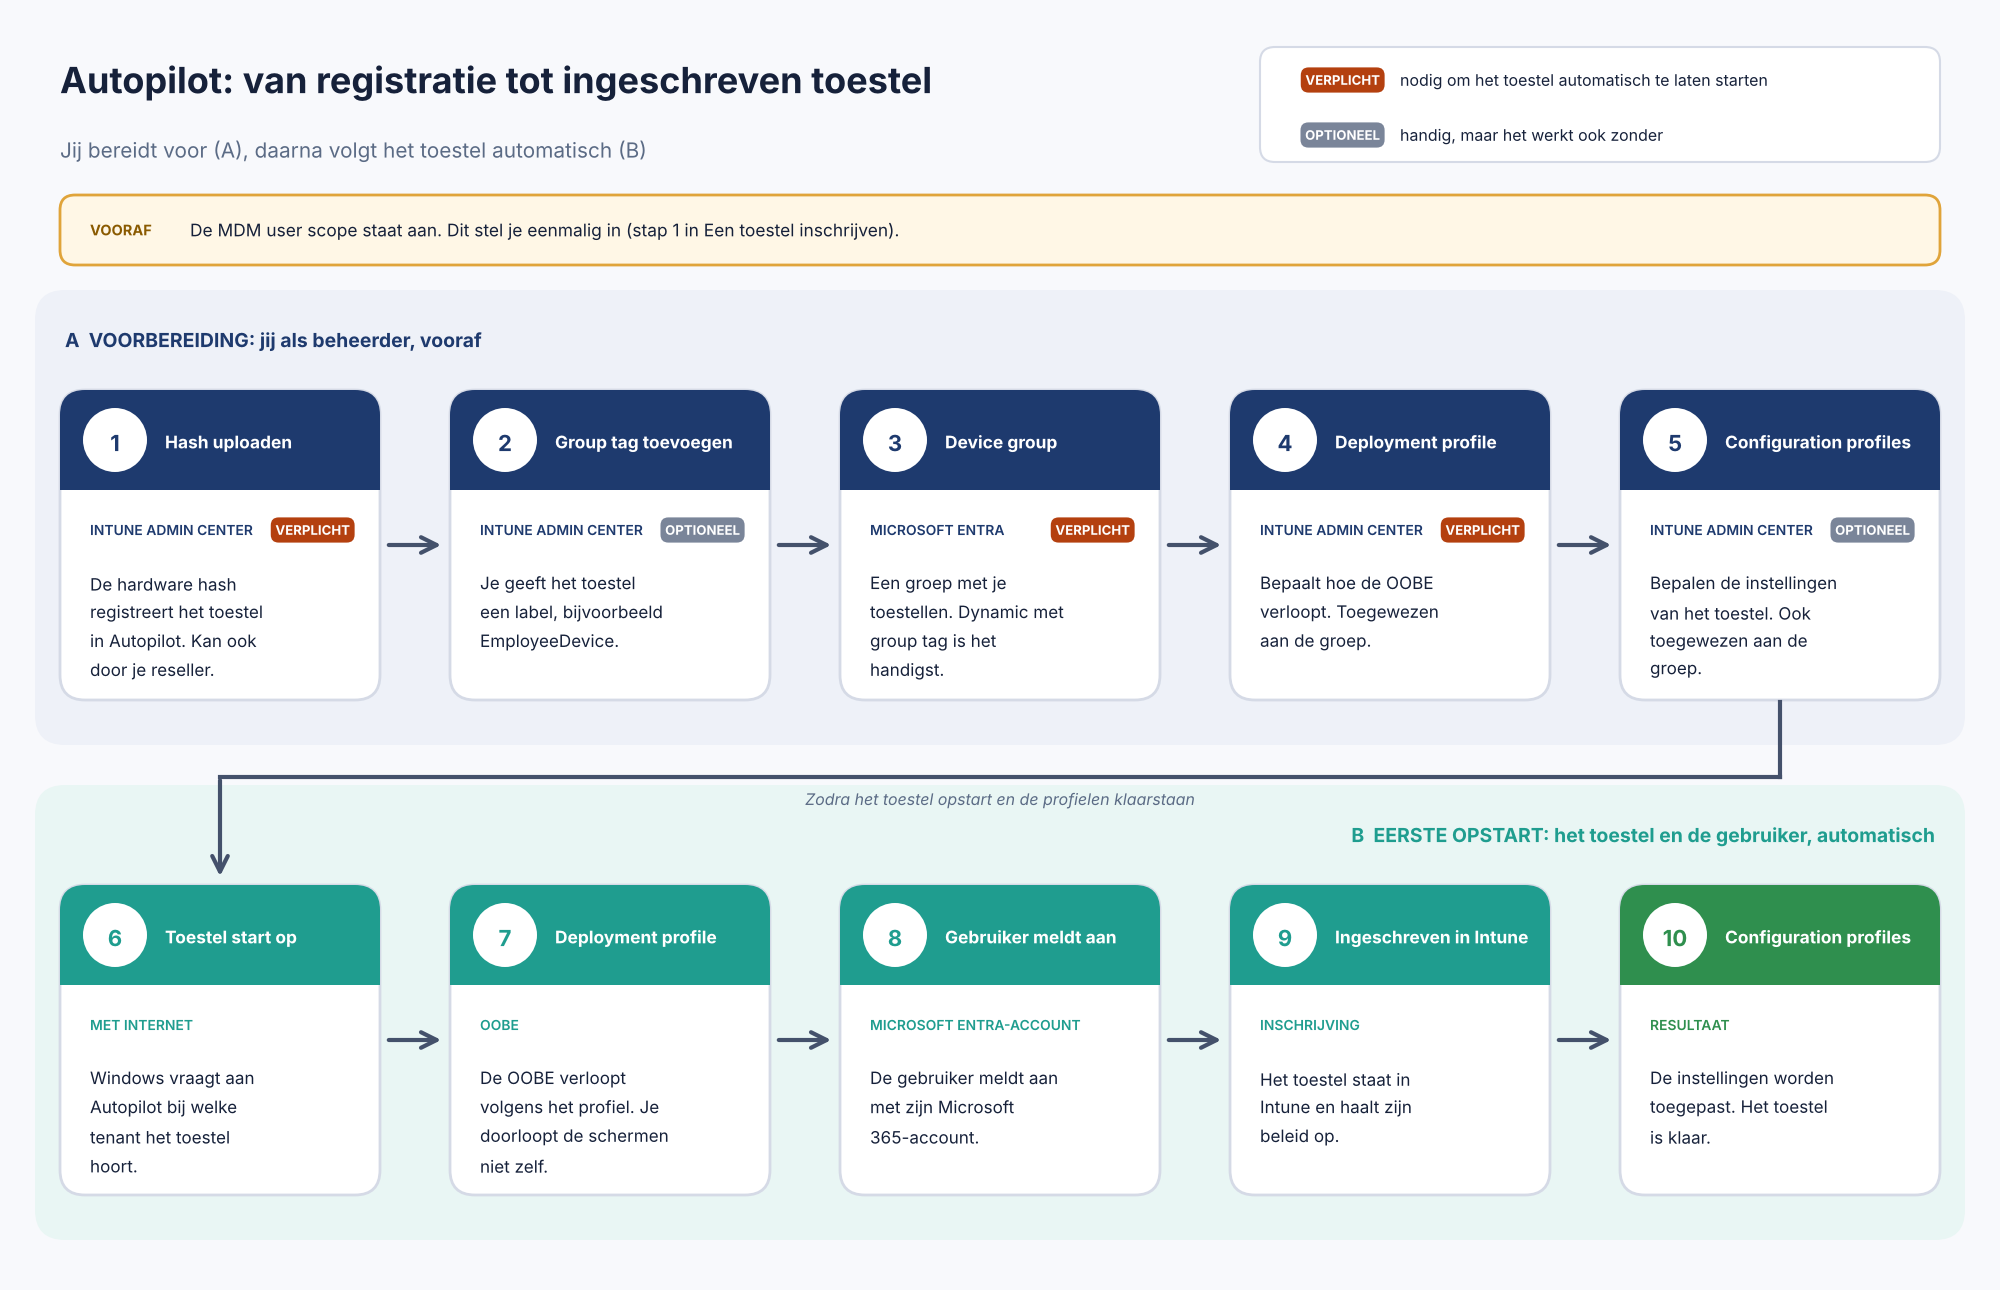 Autopilot: van registratie tot ingeschreven toestel
Jij bereidt voor (A), daarna volgt het toestel automatisch (B)
VERPLICHT nodig om het toestel automatisch te laten starten
OPTIONEEL handig, maar het werkt ook zonder
VOORAF De MDM user scope staat aan. Dit stel je eenmalig in (stap 1 in Een toestel inschrijven).
A VOORBEREIDING: jij als beheerder, vooraf
1 Hash uploaden
INTUNE ADMIN CENTER VERPLICHT
De hardware hash
registreert het toestel
in Autopilot. Kan ook
door je reseller.
2 Group tag toevoegen
INTUNE ADMIN CENTER OPTIONEEL
Je geeft het toestel
een label, bijvoorbeeld
EmployeeDevice.
3 Device group
MICROSOFT ENTRA VERPLICHT
Een groep met je
toestellen. Dynamic met
group tag is het
handigst.
4 Deployment profile
INTUNE ADMIN CENTER VERPLICHT
Bepaalt hoe de OOBE
verloopt. Toegewezen
aan de groep.
5 Configuration profiles
INTUNE ADMIN CENTER OPTIONEEL
Bepalen de instellingen
van het toestel. Ook
toegewezen aan de
groep.
Zodra het toestel opstart en de profielen klaarstaan
B EERSTE OPSTART: het toestel en de gebruiker, automatisch
6 Toestel start op
MET INTERNET
Windows vraagt aan
Autopilot bij welke
tenant het toestel
hoort.
7 Deployment profile
OOBE
De OOBE verloopt
volgens het profiel. Je
doorloopt de schermen
niet zelf.
8 Gebruiker meldt aan
MICROSOFT ENTRA-ACCOUNT
De gebruiker meldt aan
met zijn Microsoft
365-account.
9 Ingeschreven in Intune
INSCHRIJVING
Het toestel staat in
Intune en haalt zijn
beleid op.
10 Configuration profiles
RESULTAAT
De instellingen worden
toegepast. Het toestel
is klaar.